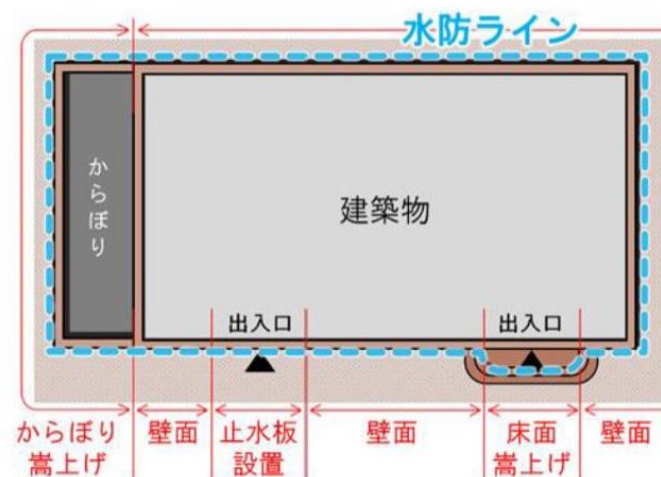 水防ライン
からぼり
建築物
出入口
出入口
からぼり
嵩上げ
壁面
止水板
設置
壁面
床面
嵩上げ
壁面